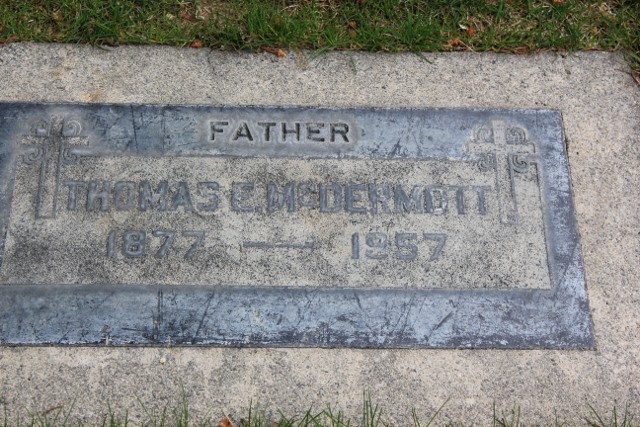 FATHER
THOMAS E. McDERMOTT
1877 — 1957